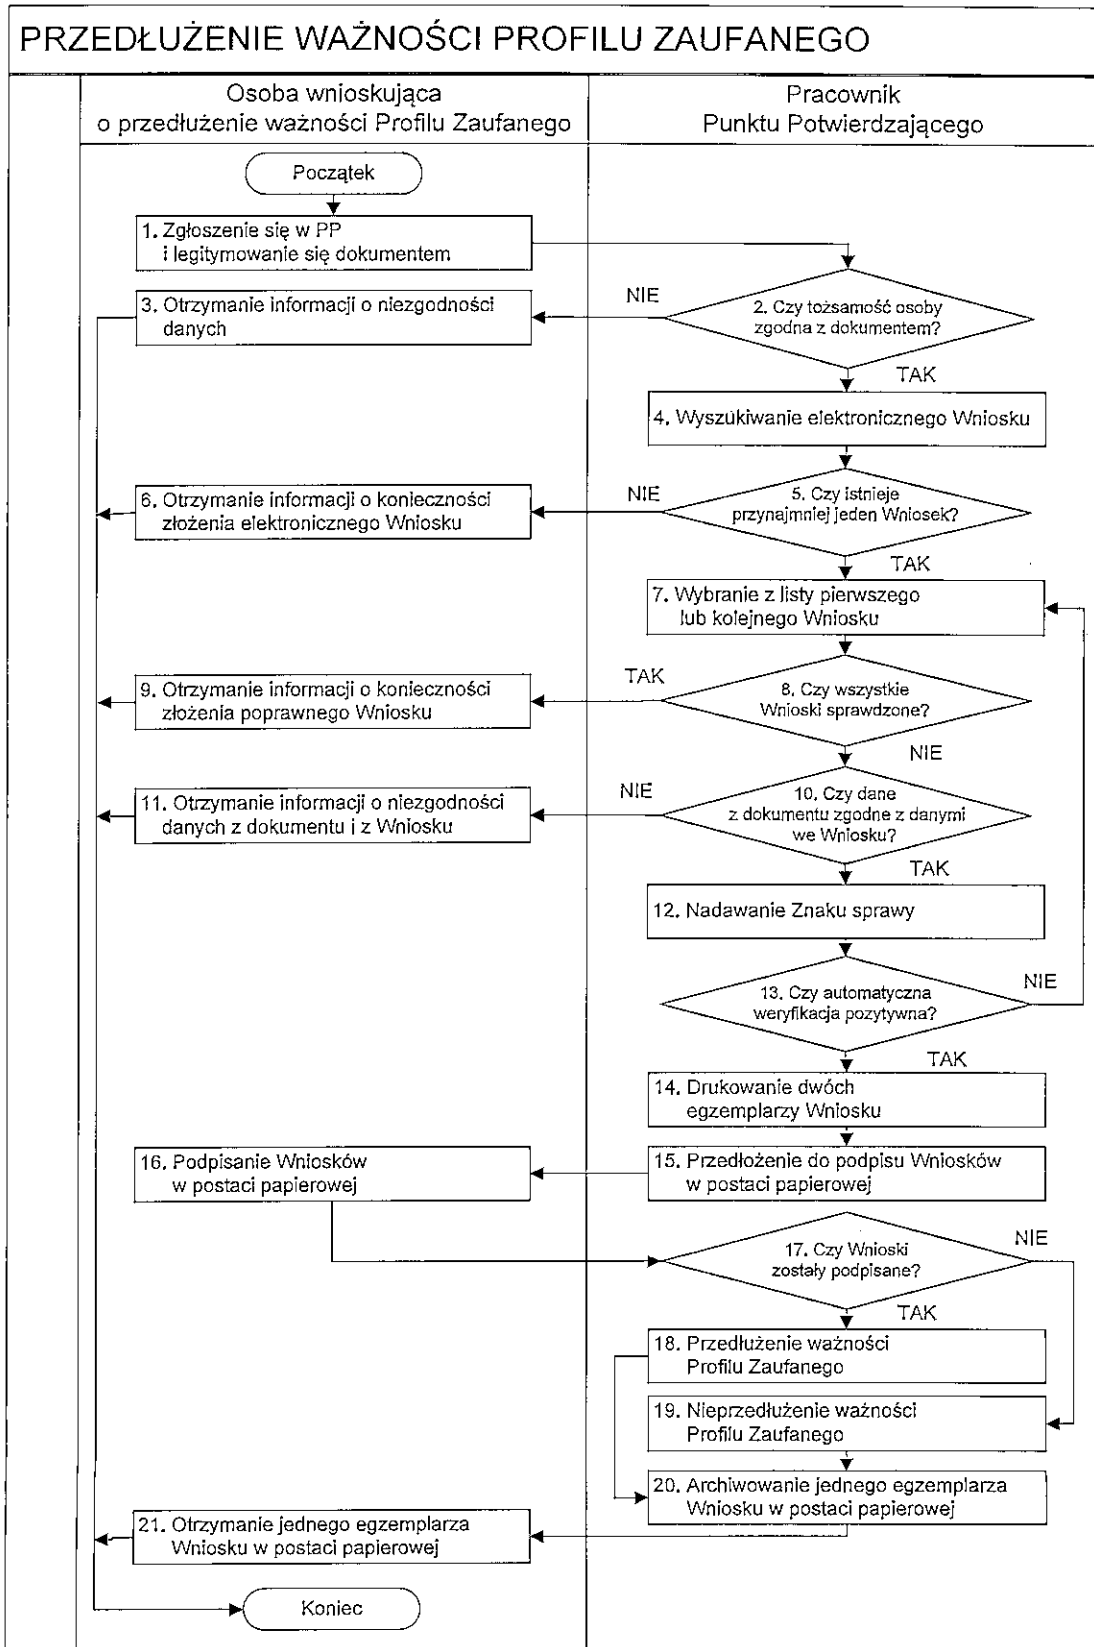 PRZEDŁUŻENIE WAŻNOŚCI PROFILU ZAUFANEGO
Osoba wnioskująca
o przedłużenie ważności Profilu Zaufanego
Pracownik
Punktu Potwierdzającego
Początek
1. Zgłoszenie się w PP
i legitymowanie się dokumentem
2. Czy tożsamość osoby
zgodna z dokumentem?
NIE
3. Otrzymanie informacji o niezgodności
danych
TAK
4. Wyszukiwanie elektronicznego Wniosku
5. Czy istnieje
przynajmniej jeden Wniosek?
NIE
6. Otrzymanie informacji o konieczności
złożenia elektronicznego Wniosku
TAK
7. Wybranie z listy pierwszego
lub kolejnego Wniosku
8. Czy wszystkie
Wnioski sprawdzone?
TAK
9. Otrzymanie informacji o konieczności
złożenia poprawnego Wniosku
NIE
10. Czy dane
z dokumentu zgodne z danymi
we Wniosku?
NIE
11. Otrzymanie informacji o niezgodności
danych z dokumentu i z Wniosku
TAK
12. Nadawanie Znaku sprawy
13. Czy automatyczna
weryfikacja pozytywna?
NIE
TAK
14. Drukowanie dwóch
egzemplarzy Wniosku
15. Przedłożenie do podpisu Wniosków
w postaci papierowej
16. Podpisanie Wniosków
w postaci papierowej
17. Czy Wnioski
zostały podpisane?
NIE
TAK
18. Przedłużenie ważności
Profilu Zaufanego
19. Nieprzedłużenie ważności
Profilu Zaufanego
20. Archiwowanie jednego egzemplarza
Wniosku w postaci papierowej
21. Otrzymanie jednego egzemplarza
Wniosku w postaci papierowej
Koniec